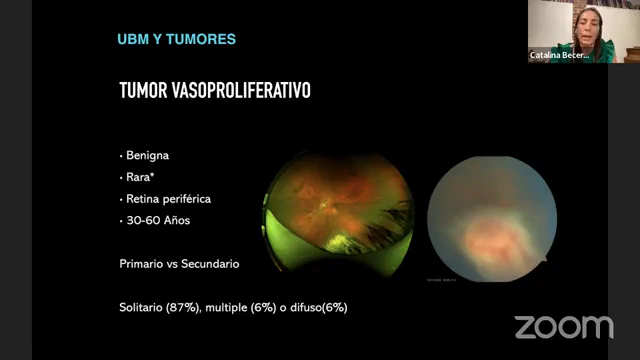 UBM Y TUMORES
Catalina Becer...
TUMOR VASOPROLIFERATIVO
• Benigna
• Rara*
• Retina periférica
• 30-60 Años
Primario vs Secundario
Solitario (87%), multiple (6%) o difuso(6%)
zoom